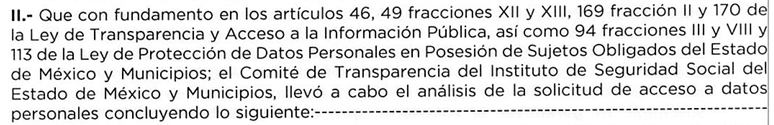 II.- Que con fundamento en los artículos 46, 49 fracciones XII y XIII, 169 fracción II y 170 de
la Ley de Transparencia y Acceso a la Información Pública, así como 94 fracciones III y VIII y
113 de la Ley de Protección de Datos Personales en Posesión de Sujetos Obligados del Estado
de México y Municipios; el Comité de Transparencia del Instituto de Seguridad Social del
Estado de México y Municipios, llevó a cabo el análisis de la solicitud de acceso a datos
personales concluyendo lo siguiente:-----------------------------------------------------------------